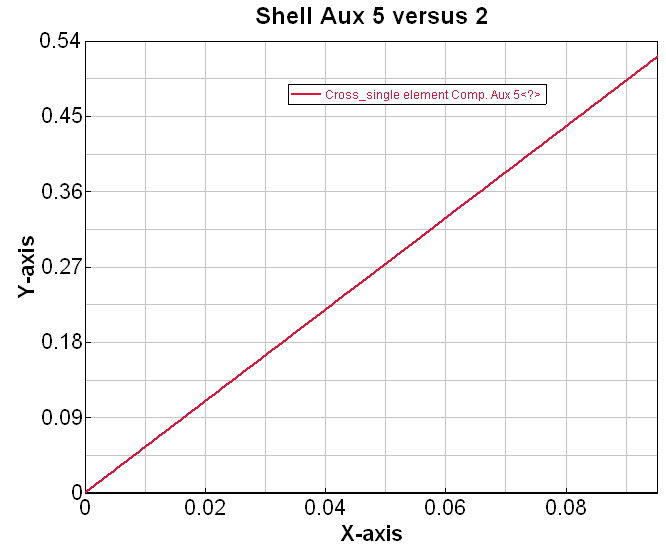 Shell Aux 5 versus 2
Cross_single element Comp. Aux 5<?>
0.54
0.45
0.36
0.27
0.18
0.09
0
Y-axis
0 0.02 0.04 0.06 0.08
X-axis